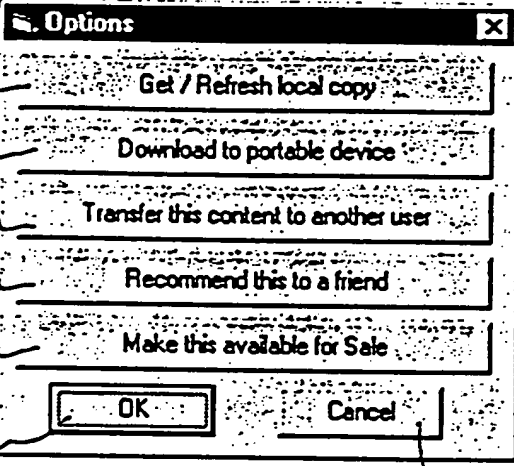 Options
Get / Refresh local copy
Download to portable device
Transfer this content to another user
Recommend this to a friend
Make this available for Sale
OK Cancel